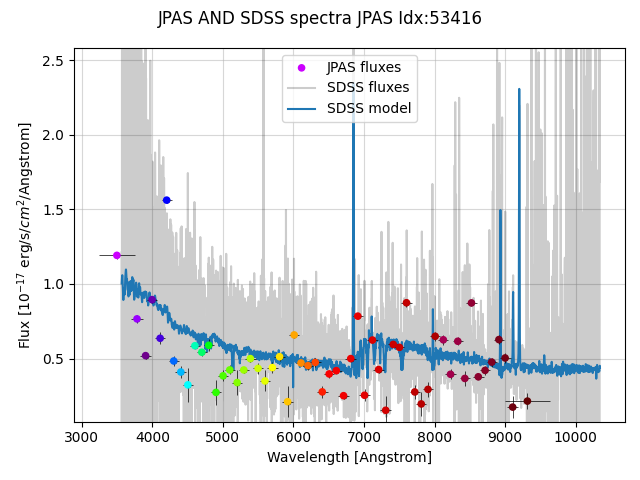 JPAS AND SDSS spectra JPAS Idx:53416
JPAS fluxes
SDSS fluxes
SDSS model
Flux [10⁻¹⁷ erg/s/cm²/Angstrom]
2.5
2.0
1.5
1.0
0.5
3000 4000 5000 6000 7000 8000 9000 10000
Wavelength [Angstrom]